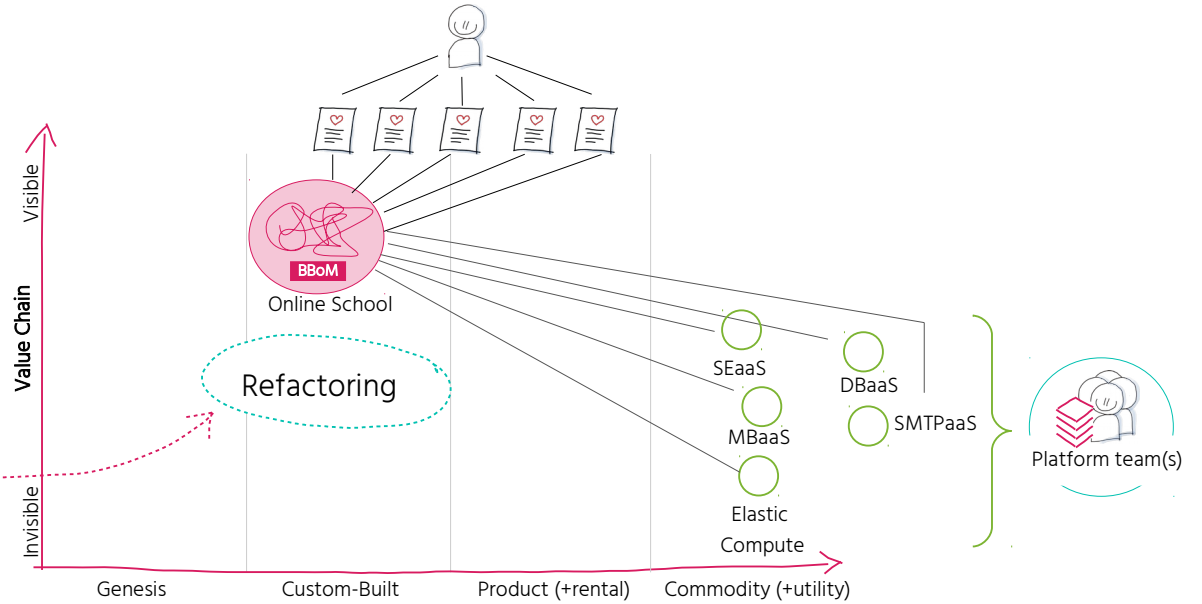 Visible
Value Chain
Invisible
BBoM
Online School
Refactoring
SEaaS
DBaaS
MBaaS
SMTPaaS
Elastic
Compute
Platform team(s)
Genesis
Custom-Built
Product (+rental)
Commodity (+utility)